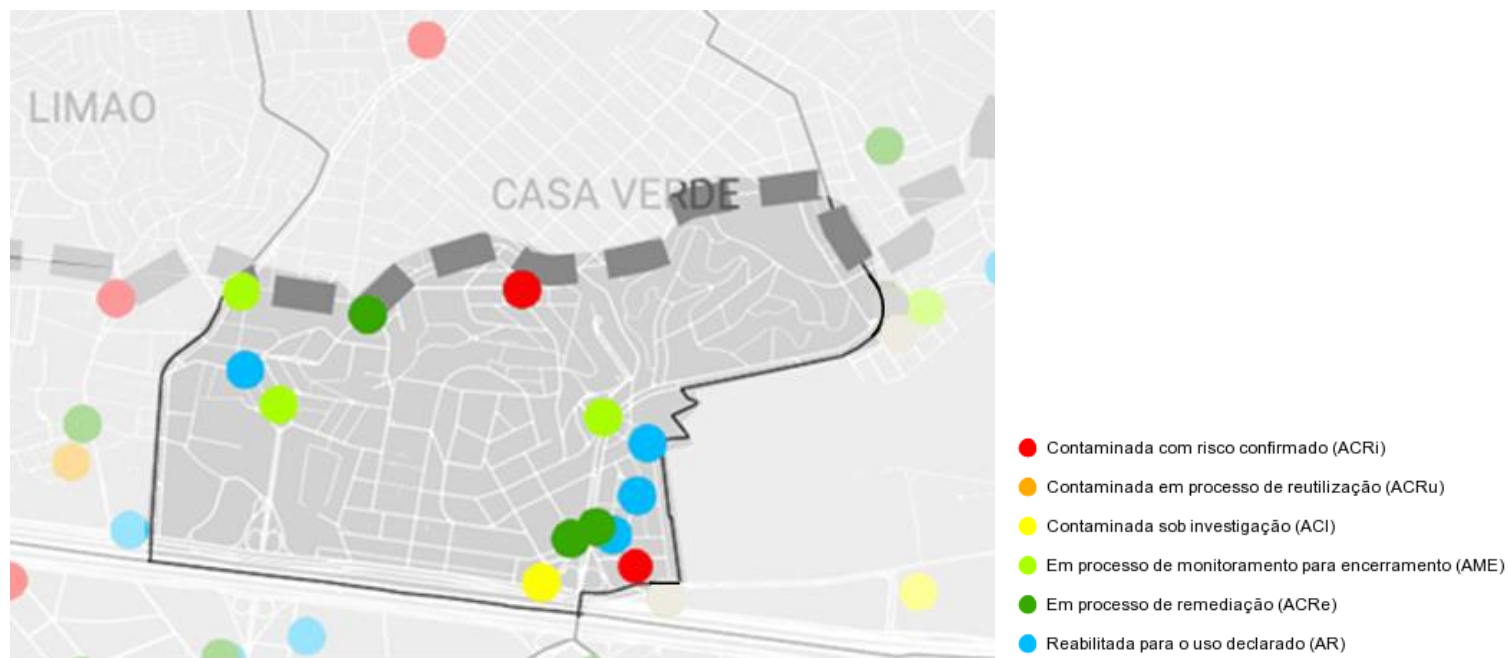 LIMAO
CASA VERDE
Contaminada com risco confirmado (ACRi)
Contaminada em processo de reutilização (ACRu)
Contaminada sob investigação (ACI)
Em processo de monitoramento para encerramento (AME)
Em processo de remediação (ACRe)
Reabilitada para o uso declarado (AR)